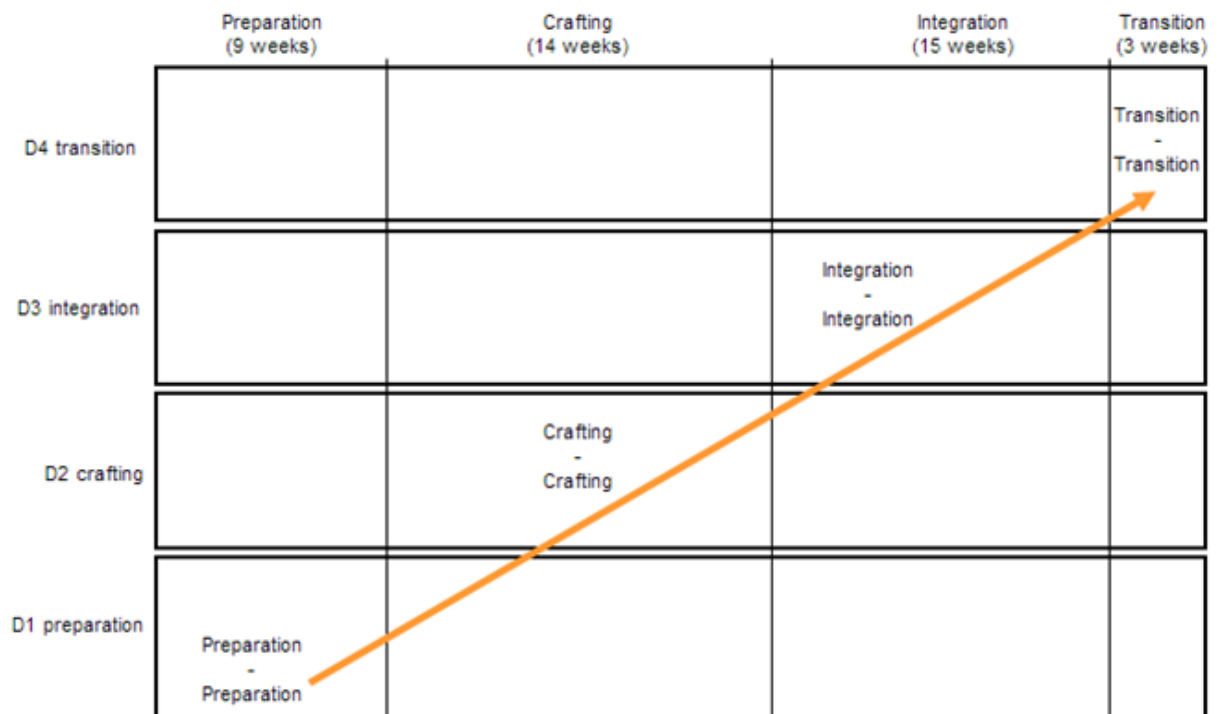 Preparation
(9 weeks)
Crafting
(14 weeks)
Integration
(15 weeks)
Transition
(3 weeks)
D4 transition
Transition
-
Transition
D3 integration
Integration
-
Integration
D2 crafting
Crafting
-
Crafting
D1 preparation
Preparation
-
Preparation